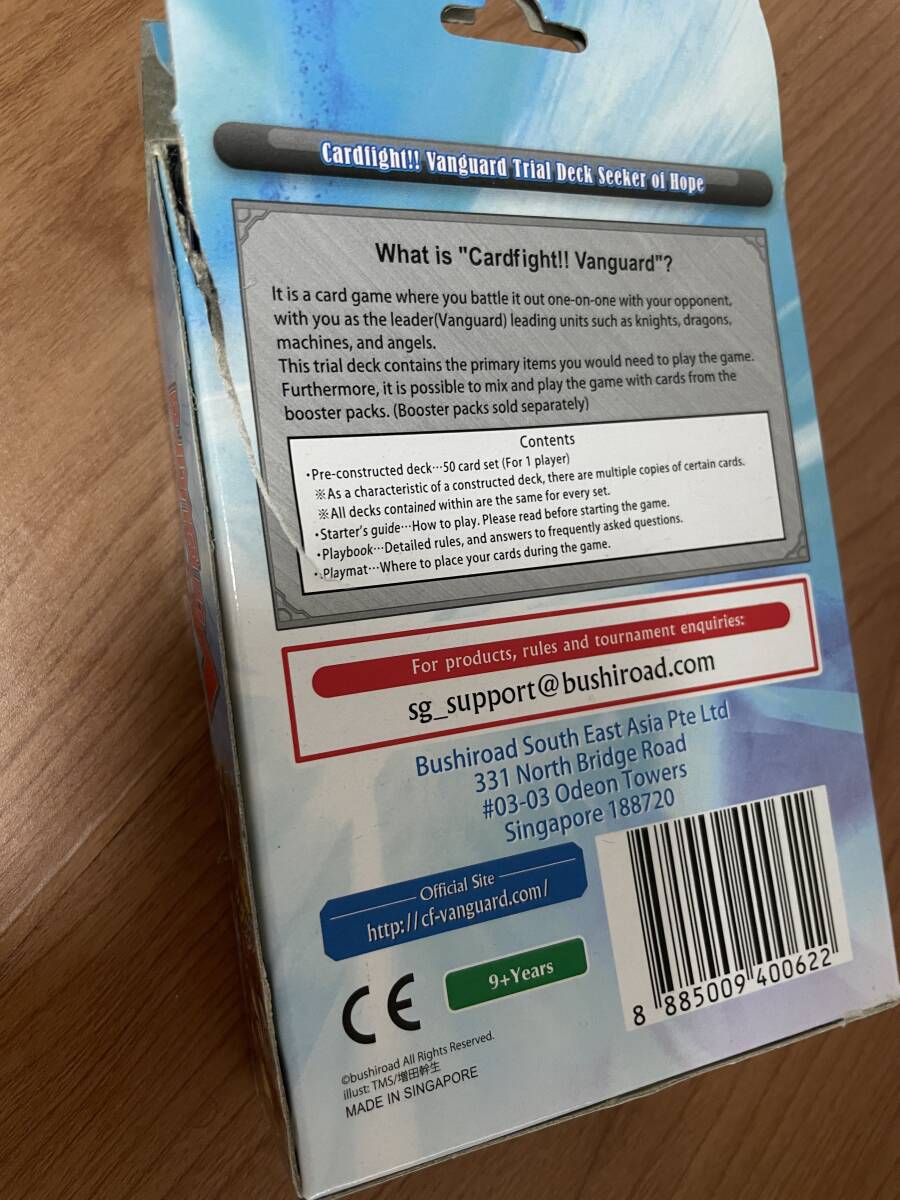 Cardfight!! Vanguard Trial Deck Seeker of Hope
What is "Cardfight!! Vanguard"?
It is a card game where you battle it out one-on-one with your opponent,
with you as the leader(Vanguard) leading units such as knights, dragons,
machines, and angels.
This trial deck contains the primary items you would need to play the game.
Furthermore, it is possible to mix and play the game with cards from the
booster packs. (Booster packs sold separately)
Contents
・Pre-constructed deck…50 card set (For 1 player)
※As a characteristic of a constructed deck, there are multiple copies of certain cards.
※All decks contained within are the same for every set.
・Starter's guide…How to play. Please read before starting the game.
・Playbook…Detailed rules, and answers to frequently asked questions.
・Playmat…Where to place your cards during the game.
For products, rules and tournament enquiries:
sg_support@bushiroad.com
Bushiroad South East Asia Pte Ltd
331 North Bridge Road
#03-03 Odeon Towers
Singapore 188720
Official Site
http://cf-vanguard.com/
CE
9+Years
8 885009 400622
©bushiroad All Rights Reserved.
illust: TMS/増田幹生
MADE IN SINGAPORE